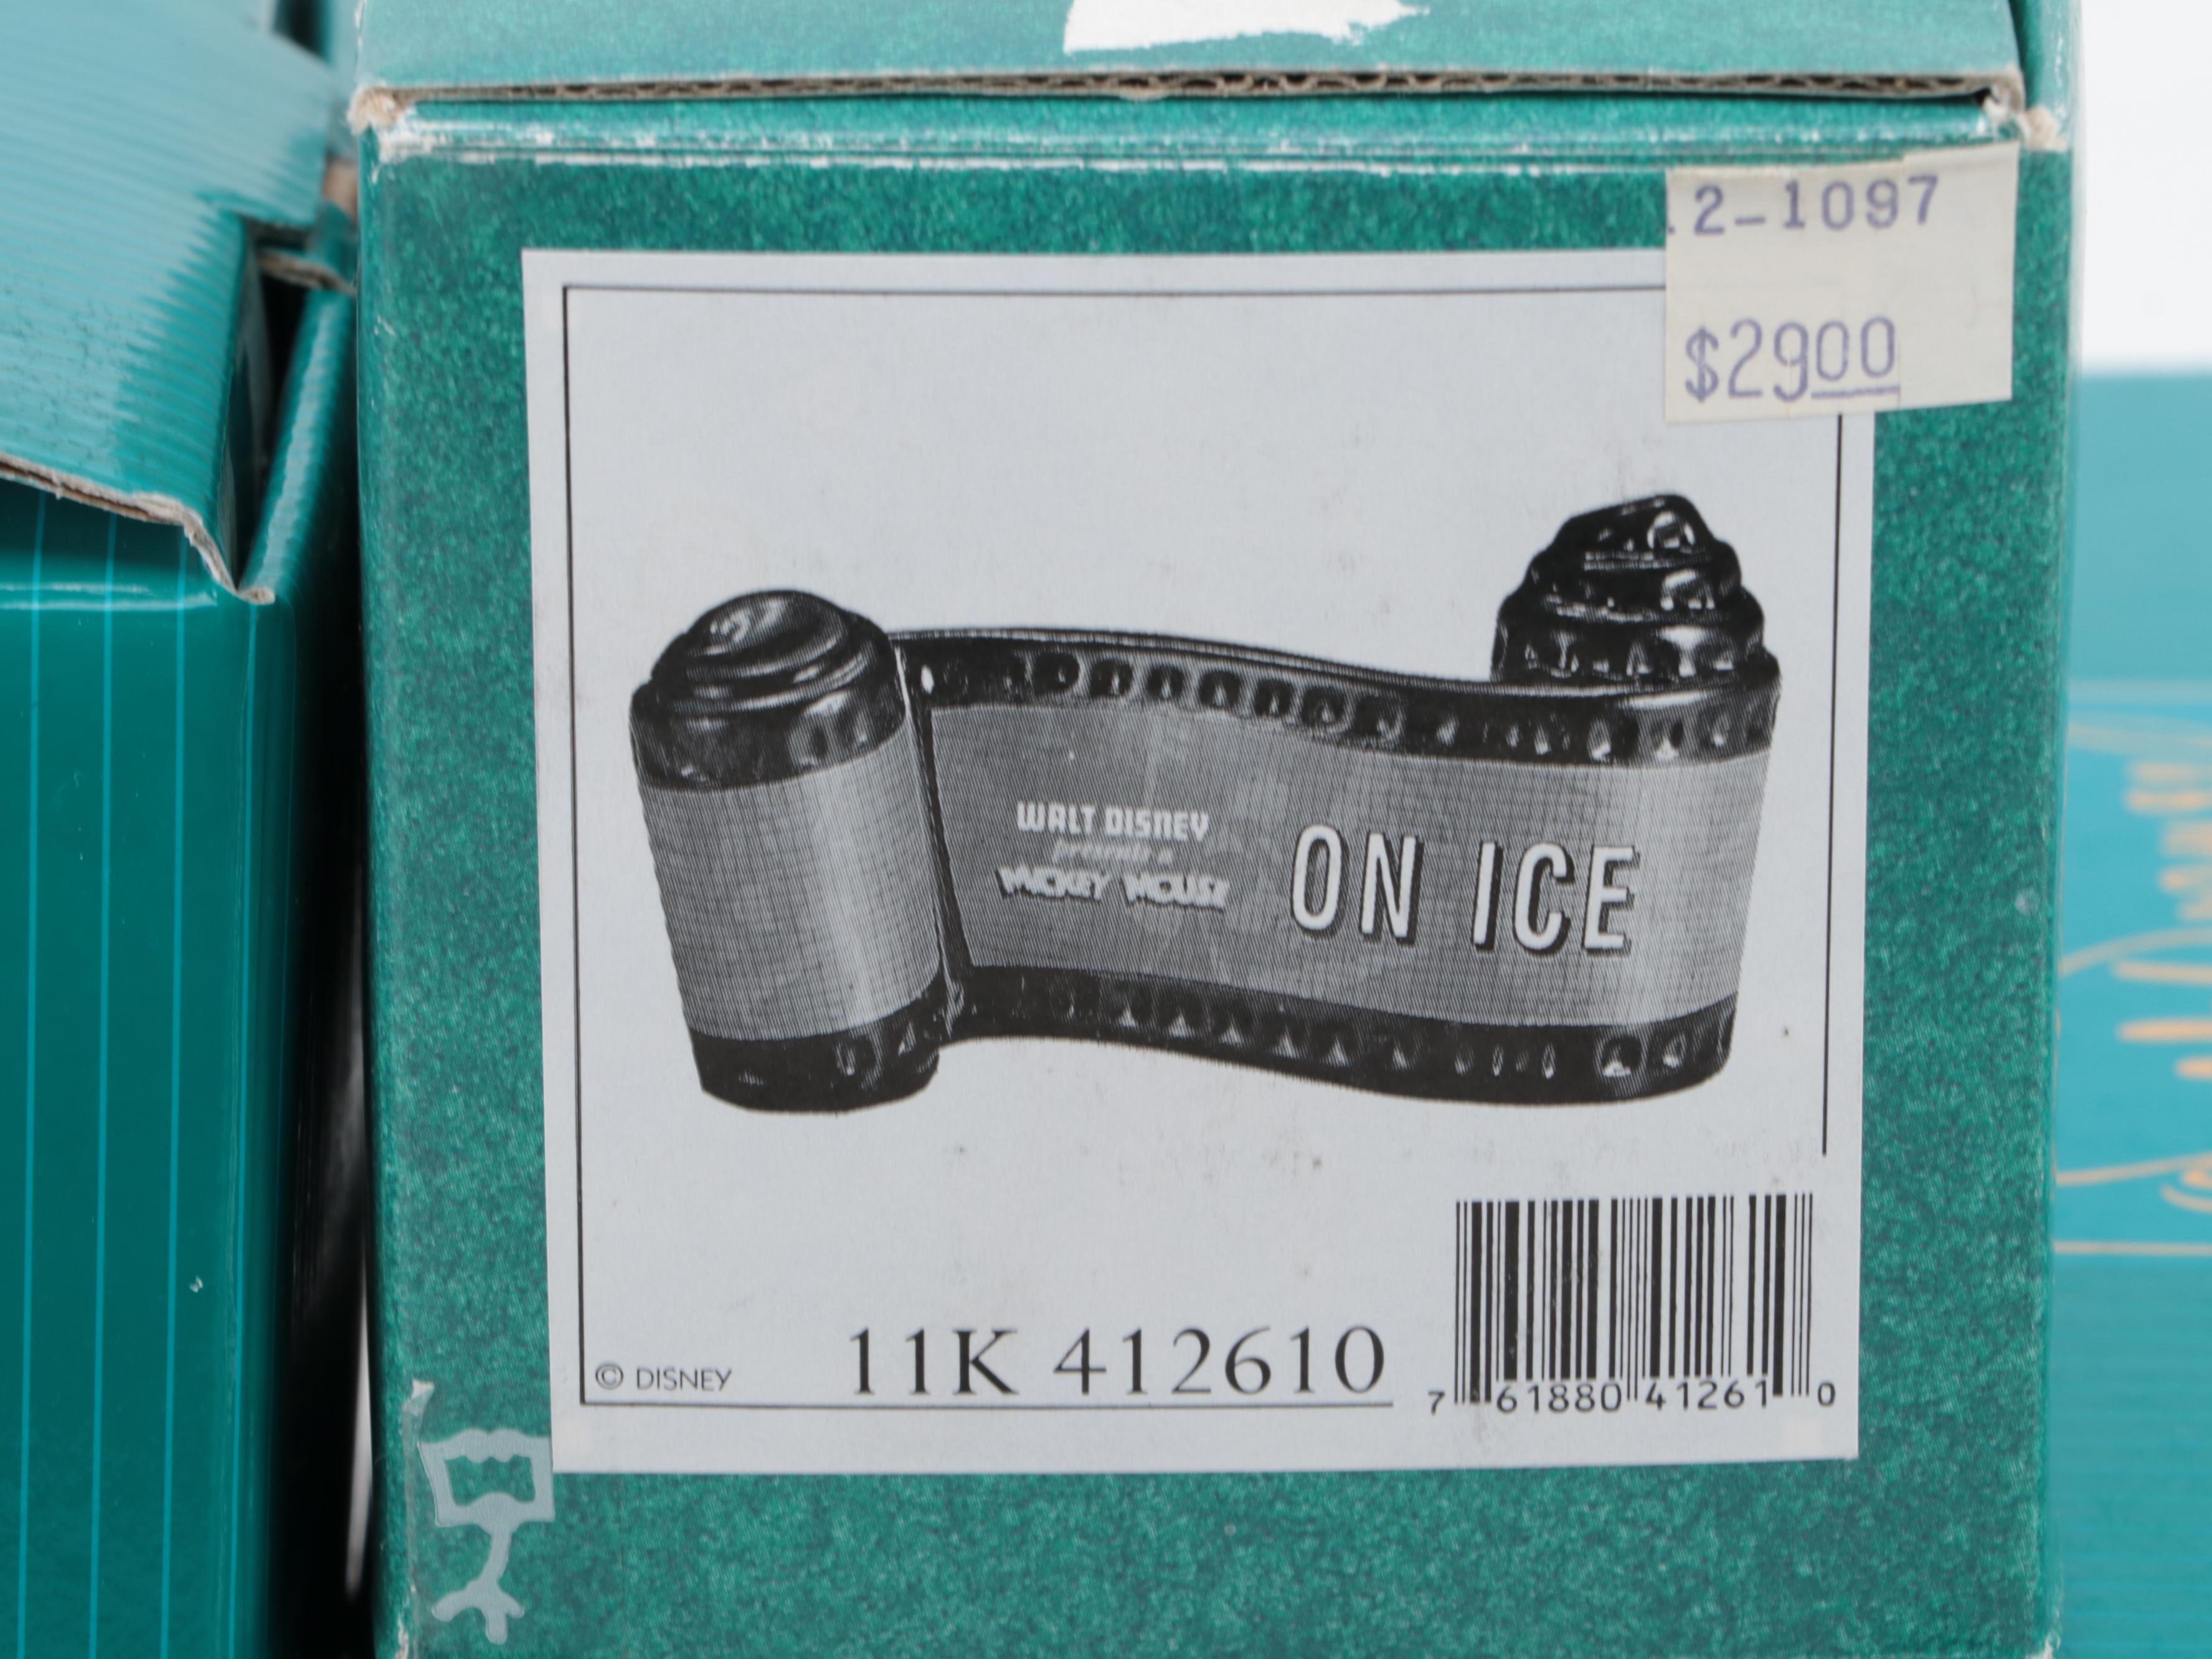 2-1097
$2900
WALT DISNEY
presents a
MICKEY MOUSE
ON ICE
© DISNEY
11K 412610
7 61880 41261 0